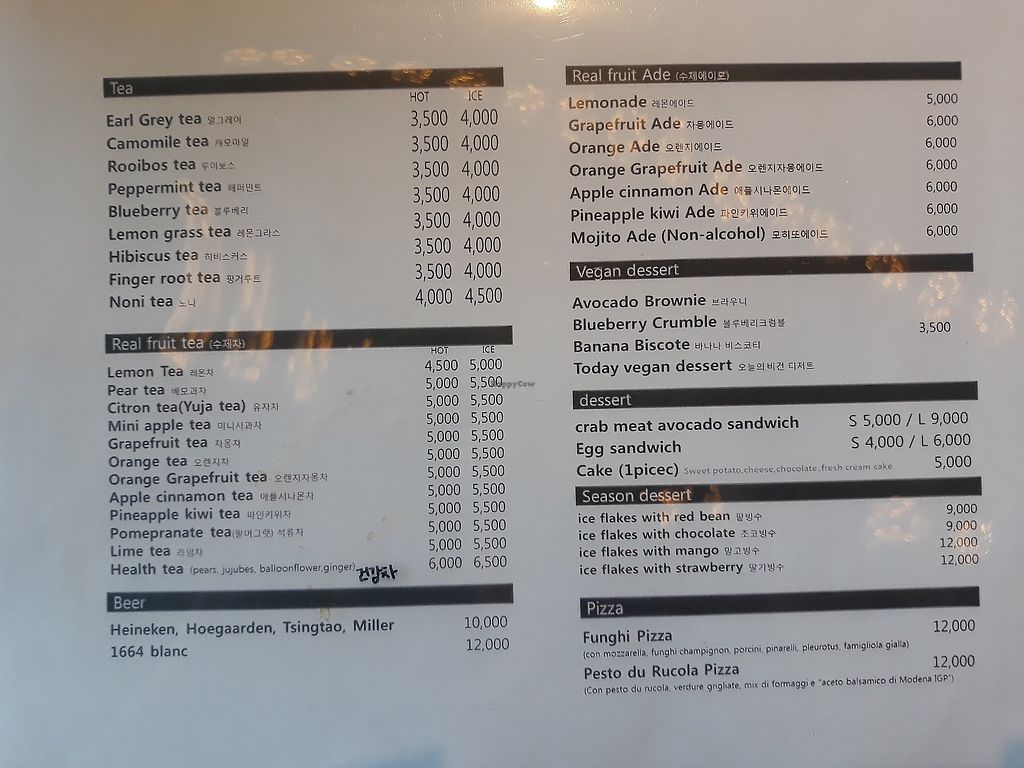 Tea
HOT ICE
Earl Grey tea 얼그레이 3,500 4,000
Camomile tea 캐모마일 3,500 4,000
Rooibos tea 루이보스 3,500 4,000
Peppermint tea 페퍼민트 3,500 4,000
Blueberry tea 블루베리 3,500 4,000
Lemon grass tea 레몬그라스 3,500 4,000
Hibiscus tea 히비스커스 3,500 4,000
Finger root tea 핑거루트 3,500 4,000
Noni tea 노니 4,000 4,500
Real fruit tea (수제차)
HOT ICE
Lemon Tea 레몬차 4,500 5,000
Pear tea 배모과차 5,000 5,500
Citron tea(Yuja tea) 유자차 5,000 5,500
Mini apple tea 미니사과차 5,000 5,500
Grapefruit tea 자몽차 5,000 5,500
Orange tea 오렌지차 5,000 5,500
Orange Grapefruit tea 오렌지자몽차 5,000 5,500
Apple cinnamon tea 애플시나몬차 5,000 5,500
Pineapple kiwi tea 파인키위차 5,000 5,500
Pomepranate tea(말머그랫) 석류차 5,000 5,500
Lime tea 라임차 5,000 5,500
Health tea (pears, jujubes, balloonflower,ginger) 건강차 6,000 6,500
Beer
Heineken, Hoegaarden, Tsingtao, Miller 10,000
1664 blanc 12,000
Real fruit Ade (수제에이드)
Lemonade 레몬에이드 5,000
Grapefruit Ade 자몽에이드 6,000
Orange Ade 오렌지에이드 6,000
Orange Grapefruit Ade 오렌지자몽에이드 6,000
Apple cinnamon Ade 애플시나몬에이드 6,000
Pineapple kiwi Ade 파인키위에이드 6,000
Mojito Ade (Non-alcohol) 모히또에이드 6,000
Vegan dessert
Avocado Brownie 브라우니
Blueberry Crumble 블루베리크럼블 3,500
Banana Biscote 바나나 비스코티
Today vegan dessert 오늘의 비건 디저트
dessert
crab meat avocado sandwich S 5,000 / L 9,000
Egg sandwich S 4,000 / L 6,000
Cake (1picec) Sweet potato,cheese,chocolate,fresh cream cake 5,000
Season dessert
ice flakes with red bean 팥빙수 9,000
ice flakes with chocolate 초코빙수 9,000
ice flakes with mango 망고빙수 12,000
ice flakes with strawberry 딸기빙수 12,000
Pizza
Funghi Pizza 12,000
(con mozzarella, funghi champignon, porcini, pinarelli, pleurotus, famigliola gialla)
Pesto du Rucola Pizza 12,000
(Con pesto du rucola, verdure grigliate, mix di formaggi e "aceto balsamico di Modena IGP")
HappyCow